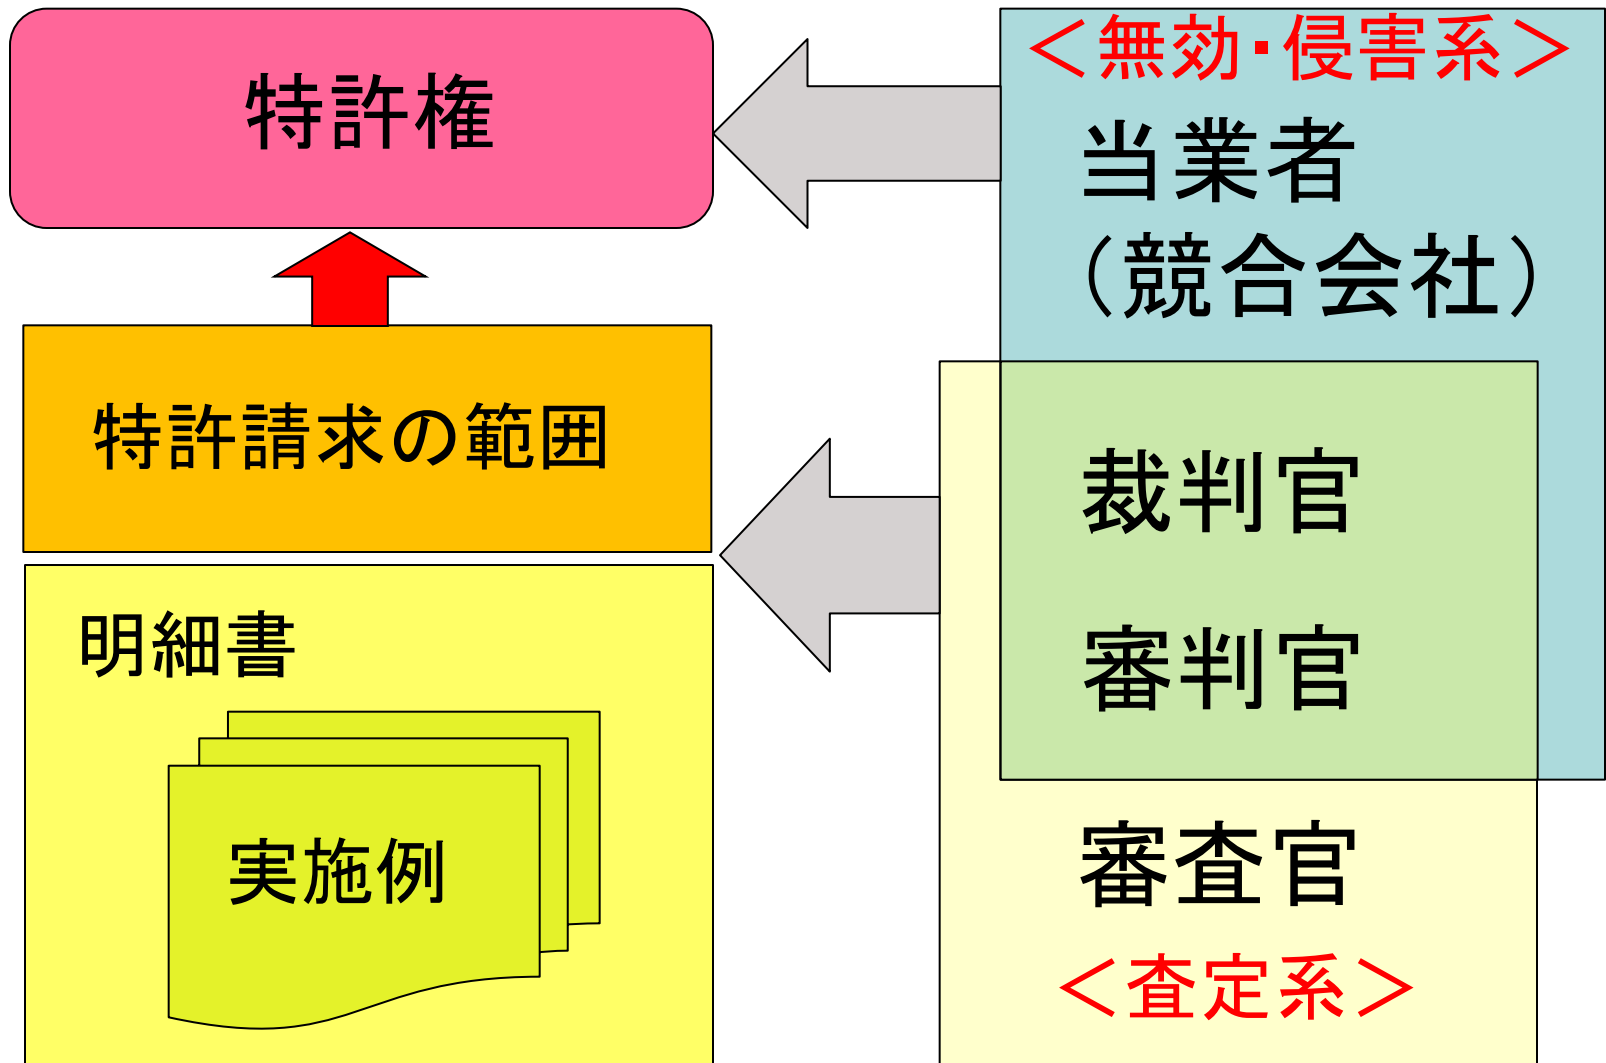 特許権
特許請求の範囲
明細書
実施例
＜無効・侵害系＞
当業者
（競合会社）
裁判官
審判官
審査官
＜査定系＞